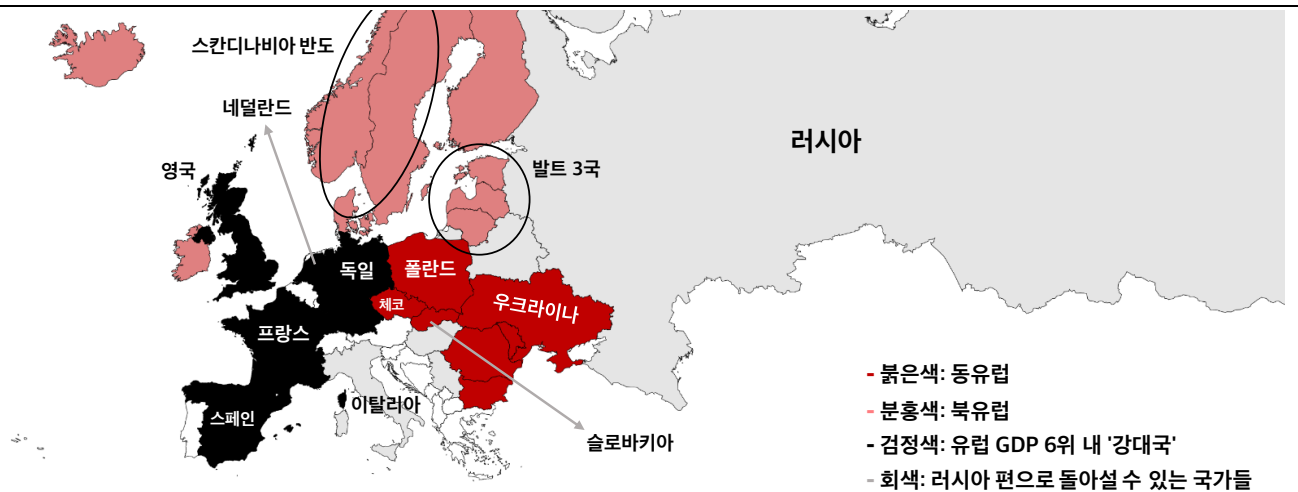 스칸디나비아 반도
네덜란드
영국
러시아
발트 3국
독일
폴란드
체코
우크라이나
프랑스
스페인
이탈리아
슬로바키아
- 붉은색: 동유럽
- 분홍색: 북유럽
- 검정색: 유럽 GDP 6위 내 '강대국'
- 회색: 러시아 편으로 돌아설 수 있는 국가들